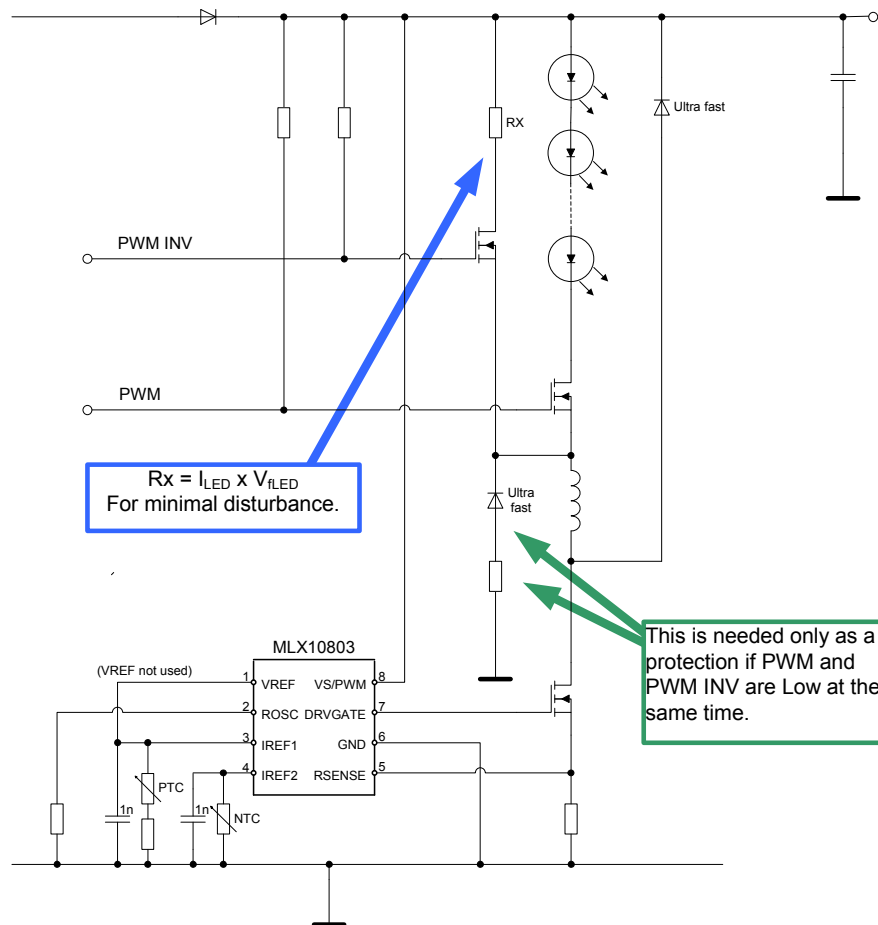 RX
Ultra fast
PWM INV
PWM
Rx = I_LED x V_fLED
For minimal disturbance.
Ultra
fast
This is needed only as a
protection if PWM and
PWM INV are Low at the
same time.
MLX10803
(VREF not used)
1 VREF VS/PWM 8
2 ROSC DRVGATE 7
3 IREF1 GND 6
4 IREF2 RSENSE 5
PTC
1n
1n
NTC